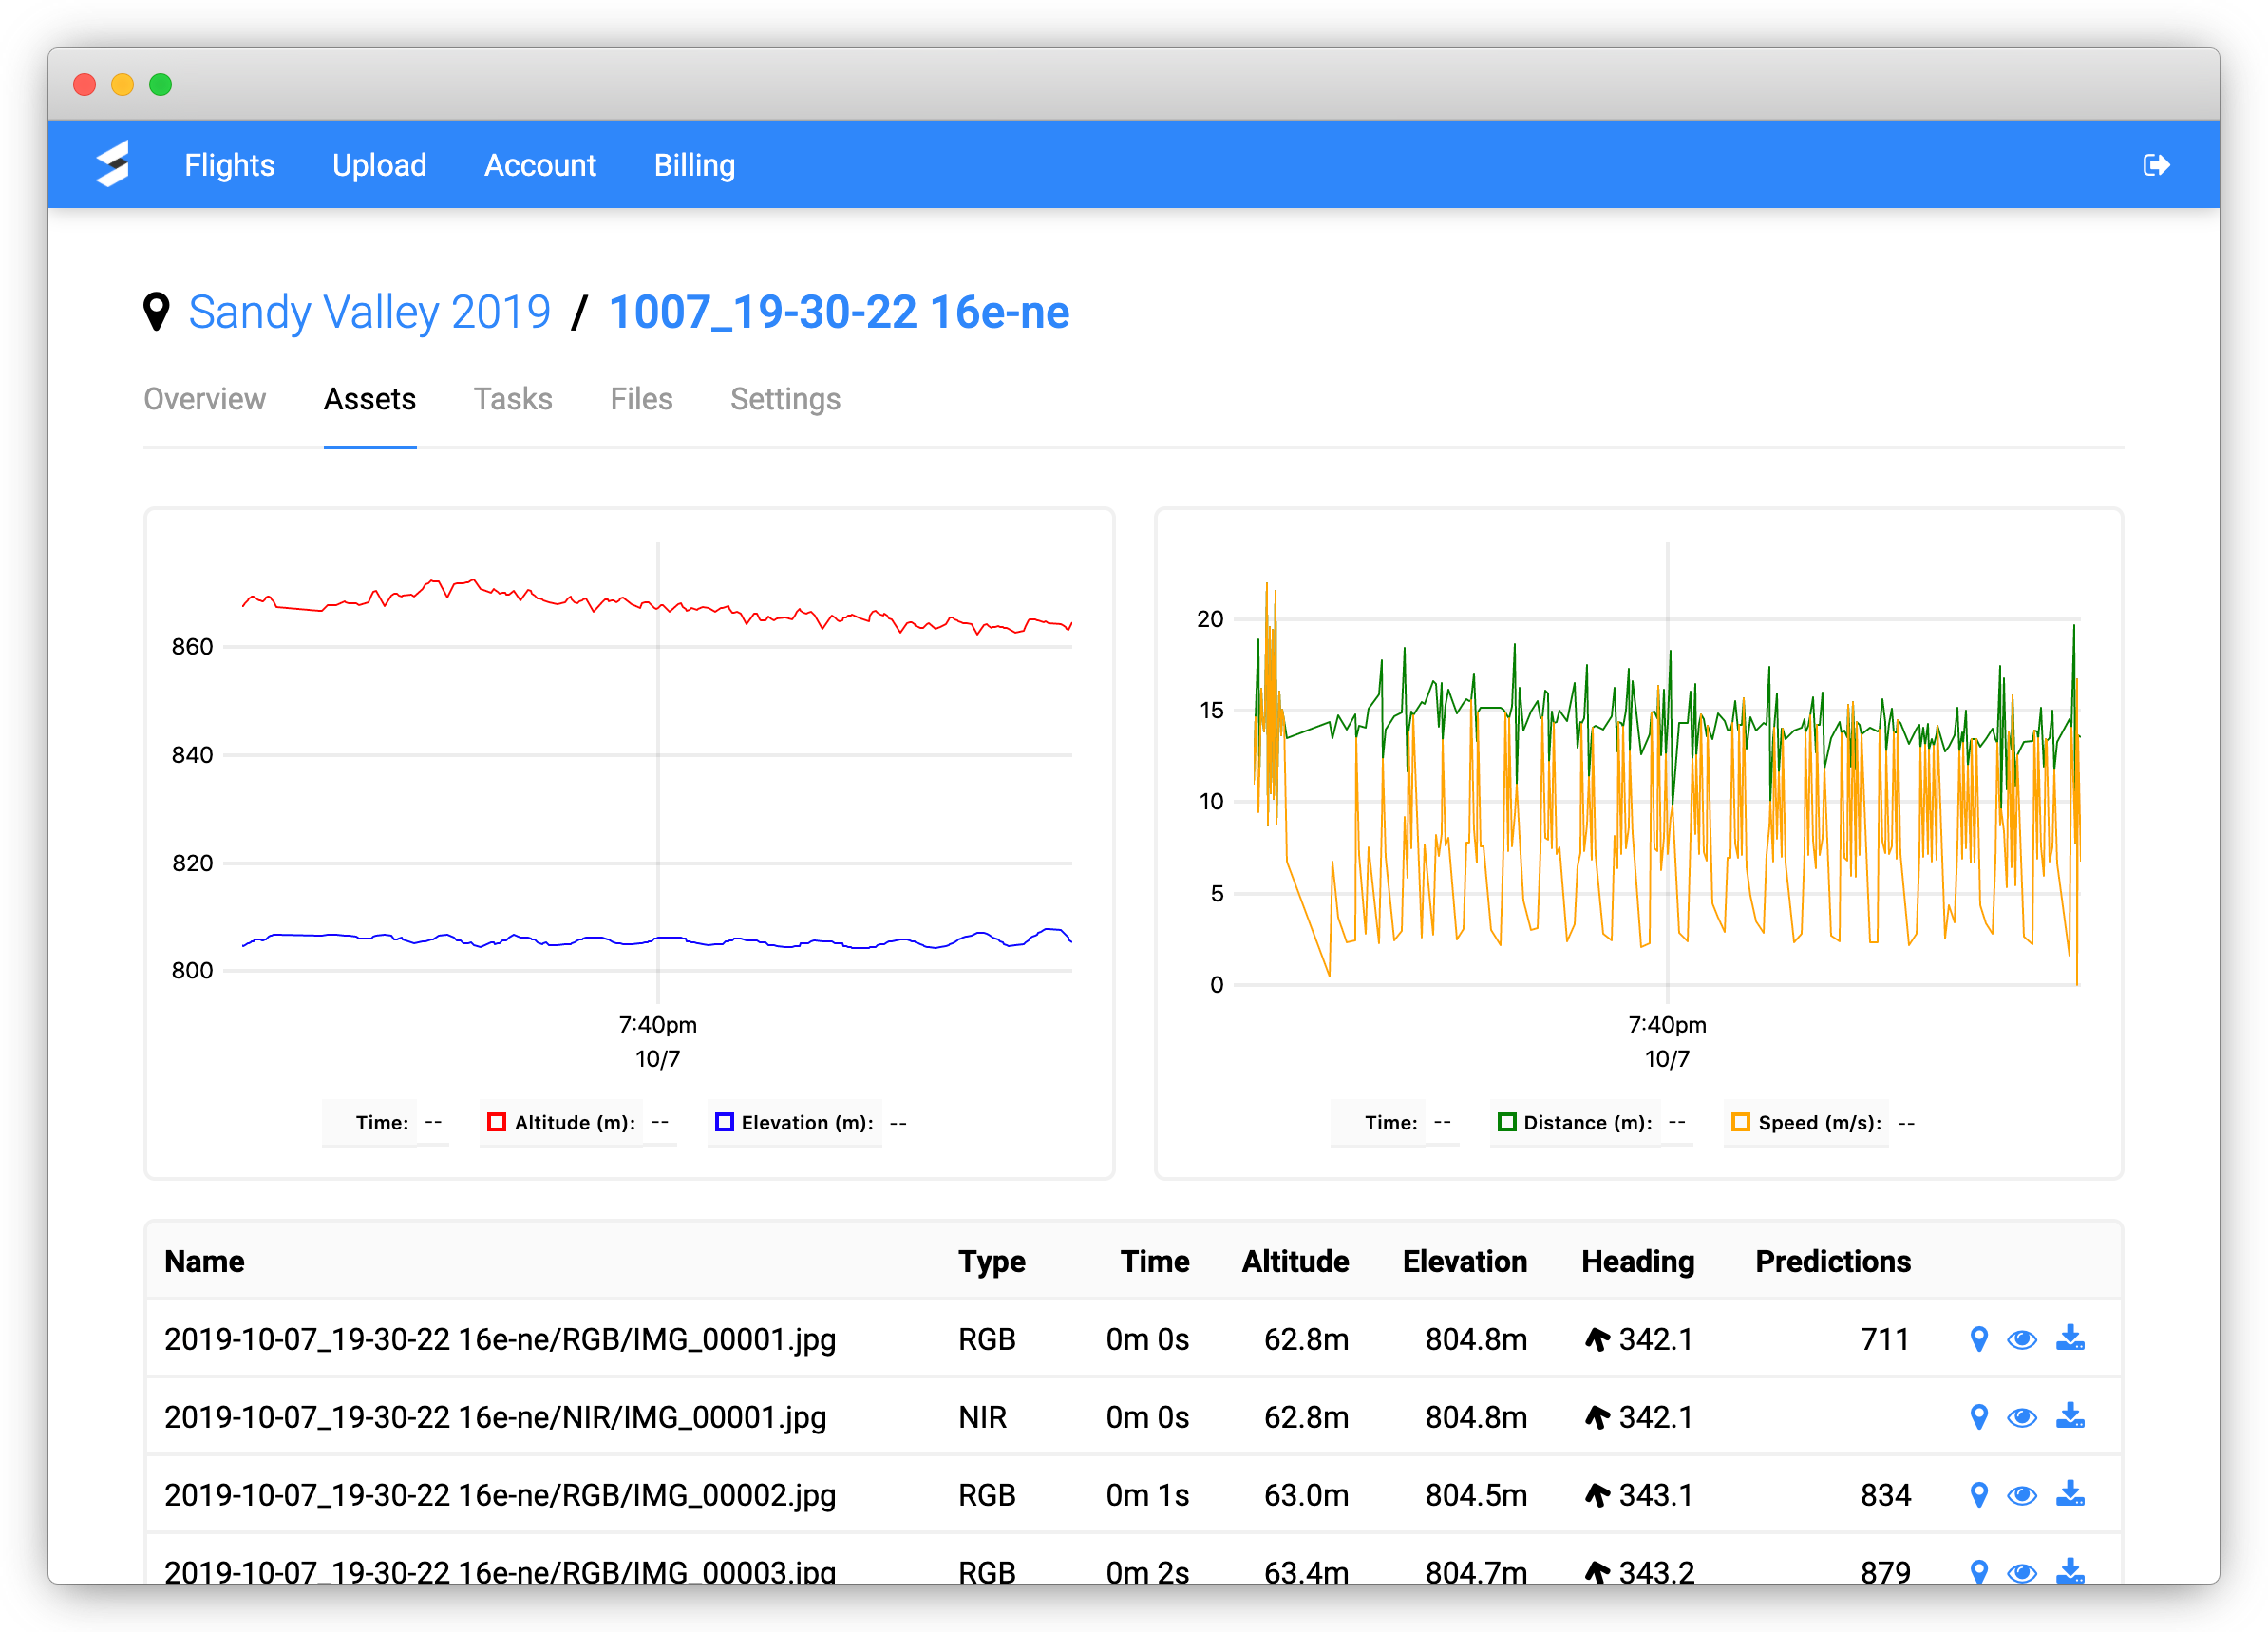 Flights Upload Account Billing
Sandy Valley 2019 / 1007_19-30-22 16e-ne
Overview Assets Tasks Files Settings
860
840
820
800
7:40pm
10/7
Time: -- Altitude (m): -- Elevation (m): --
20
15
10
5
0
7:40pm
10/7
Time: -- Distance (m): -- Speed (m/s): --
Name Type Time Altitude Elevation Heading Predictions
2019-10-07_19-30-22 16e-ne/RGB/IMG_00001.jpg RGB 0m 0s 62.8m 804.8m 342.1 711
2019-10-07_19-30-22 16e-ne/NIR/IMG_00001.jpg NIR 0m 0s 62.8m 804.8m 342.1
2019-10-07_19-30-22 16e-ne/RGB/IMG_00002.jpg RGB 0m 1s 63.0m 804.5m 343.1 834
2019-10-07_19-30-22 16e-ne/RGB/IMG_00003.jpg RGB 0m 2s 63.4m 804.7m 343.2 879